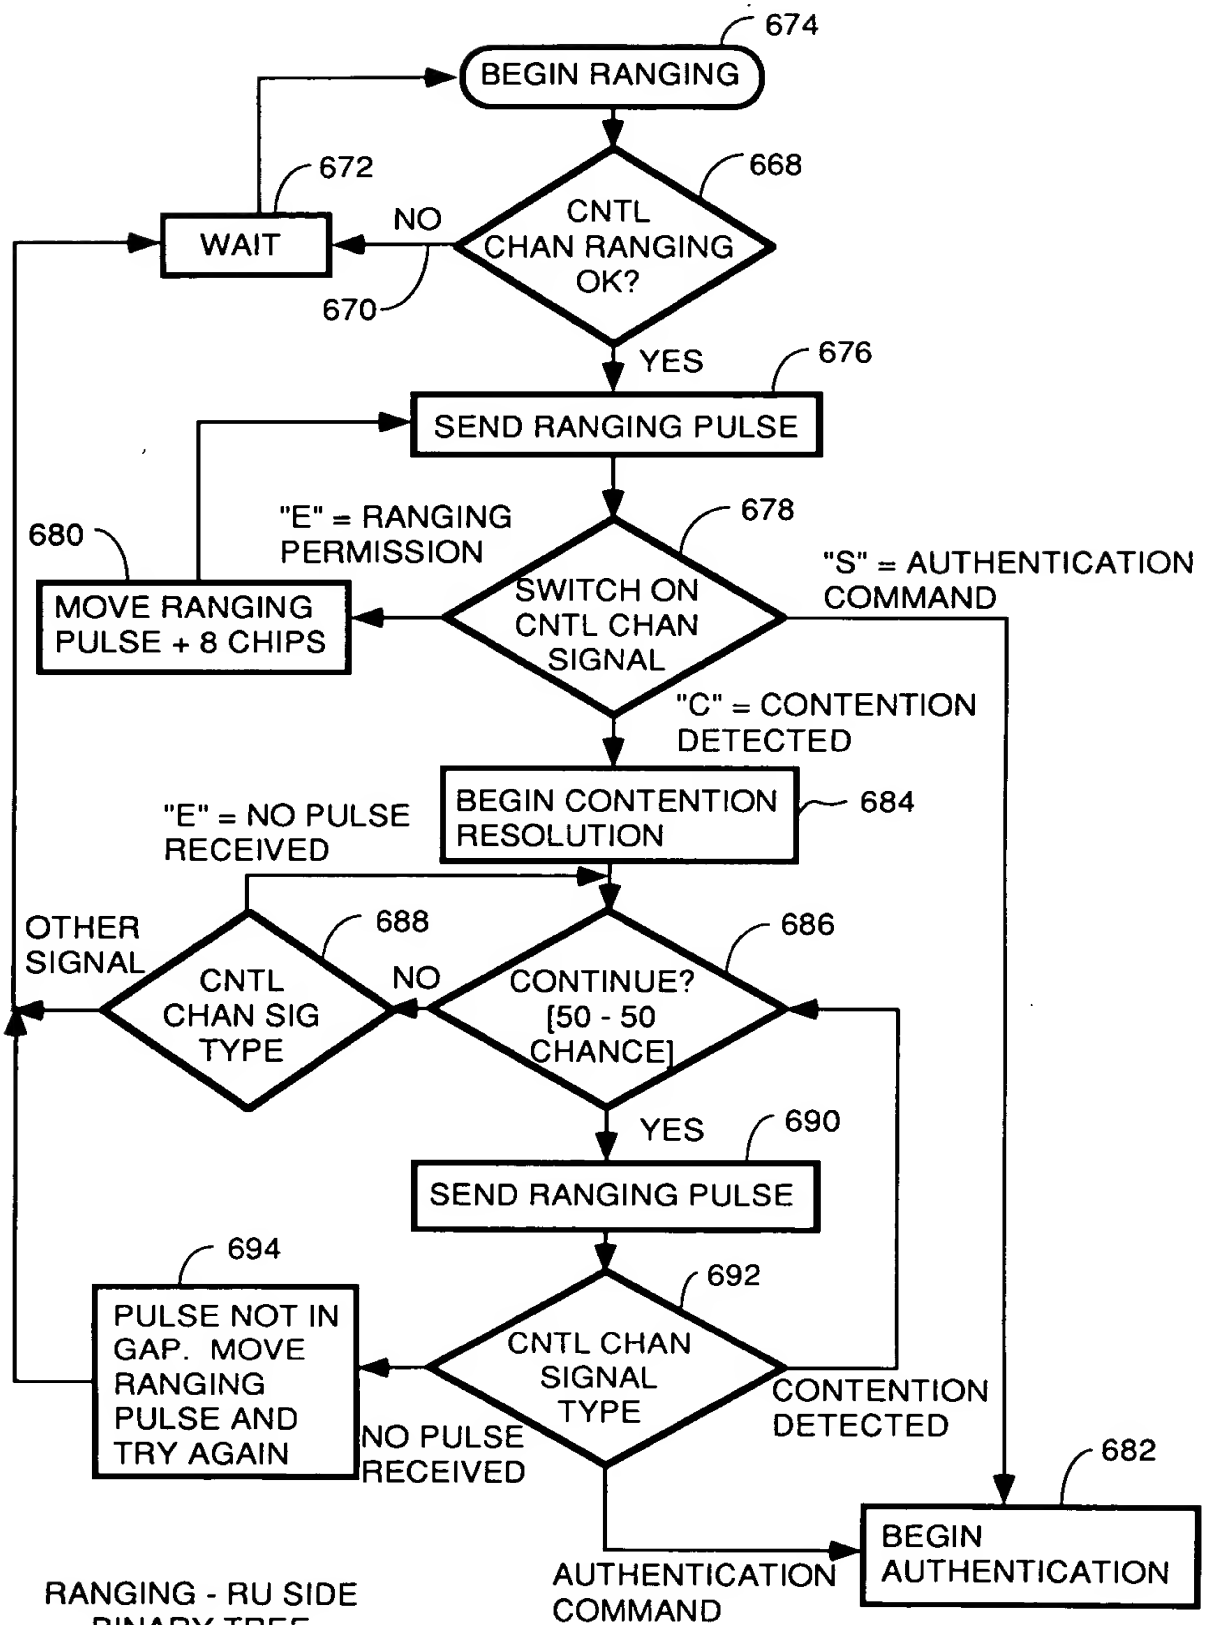 674
BEGIN RANGING
672
668
CNTL
CHAN RANGING
OK?
NO
WAIT
670
YES
676
SEND RANGING PULSE
678
"E" = RANGING
PERMISSION
680
"S" = AUTHENTICATION
COMMAND
MOVE RANGING
PULSE + 8 CHIPS
SWITCH ON
CNTL CHAN
SIGNAL
"C" = CONTENTION
DETECTED
BEGIN CONTENTION
RESOLUTION
684
"E" = NO PULSE
RECEIVED
OTHER
SIGNAL
688
686
CNTL
CHAN SIG
TYPE
NO
CONTINUE?
[50 - 50
CHANCE]
YES
690
SEND RANGING PULSE
694
692
PULSE NOT IN
GAP. MOVE
RANGING
PULSE AND
TRY AGAIN
CNTL CHAN
SIGNAL
TYPE
CONTENTION
DETECTED
NO PULSE
RECEIVED
682
BEGIN
AUTHENTICATION
AUTHENTICATION
COMMAND
RANGING - RU SIDE
BINARY TREE